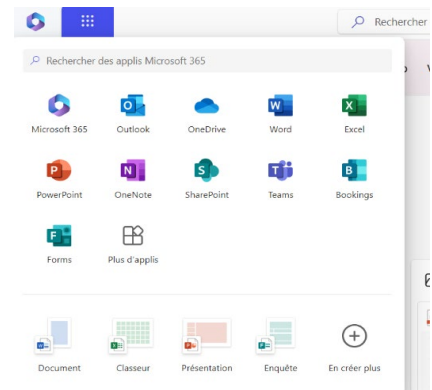 Rechercher
Rechercher des applis Microsoft 365
Microsoft 365 Outlook OneDrive Word Excel
PowerPoint OneNote SharePoint Teams Bookings
Forms Plus d'applis
Document Classeur Présentation Enquête En créer plus